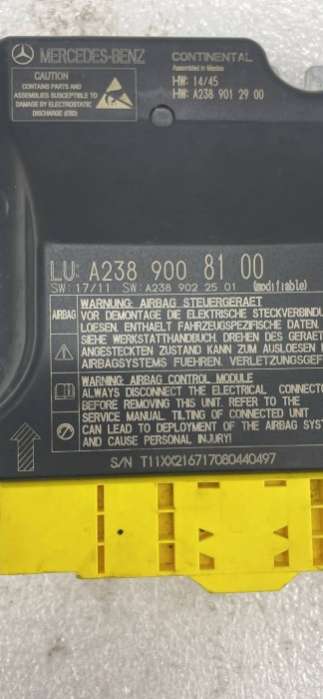 MERCEDES-BENZ
CONTINENTAL
Assembled in Mexico
HW: 14/45
HW: A238 901 29 00
CAUTION
CONTAINS PARTS AND
ASSEMBLIES SUSCEPTIBLE TO
DAMAGE BY ELECTROSTATIC
DISCHARGE (ESD)
LU: A238 900 81 00
SW: 17/11 SW: A238 902 25 01 (modifiable)
AIRBAG
WARNUNG: AIRBAG STEUERGERAET
VOR DEMONTAGE DIE ELEKTRISCHE STECKVERBINDU
LOESEN. ENTHAELT FAHRZEUGSPEZIFISCHE DATEN.
SIEHE WERKSTATTHANDBUCH. DREHEN DES GERAET
ANGESTECKTEN ZUSTAND KANN ZUM AUSLOESEN
AIRBAGSYSTEMS FUEHREN. VERLETZUNGSGEF
WARNING: AIRBAG CONTROL MODULE
ALWAYS DISCONNECT THE ELECTRICAL CONNECTO
BEFORE REMOVING THIS UNIT. REFER TO THE
SERVICE MANUAL. TILTING OF CONNECTED UNIT
CAN LEAD TO DEPLOYMENT OF THE AIRBAG SYS
AND CAUSE PERSONAL INJURY!
S/N T11XX216717080440497